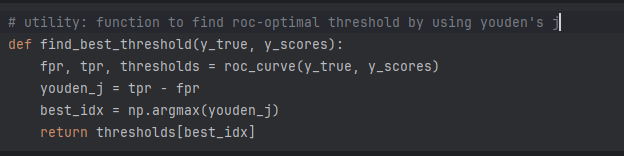 # utility: function to find roc-optimal threshold by using youden's j
def find_best_threshold(y_true, y_scores):
    fpr, tpr, thresholds = roc_curve(y_true, y_scores)
    youden_j = tpr - fpr
    best_idx = np.argmax(youden_j)
    return thresholds[best_idx]